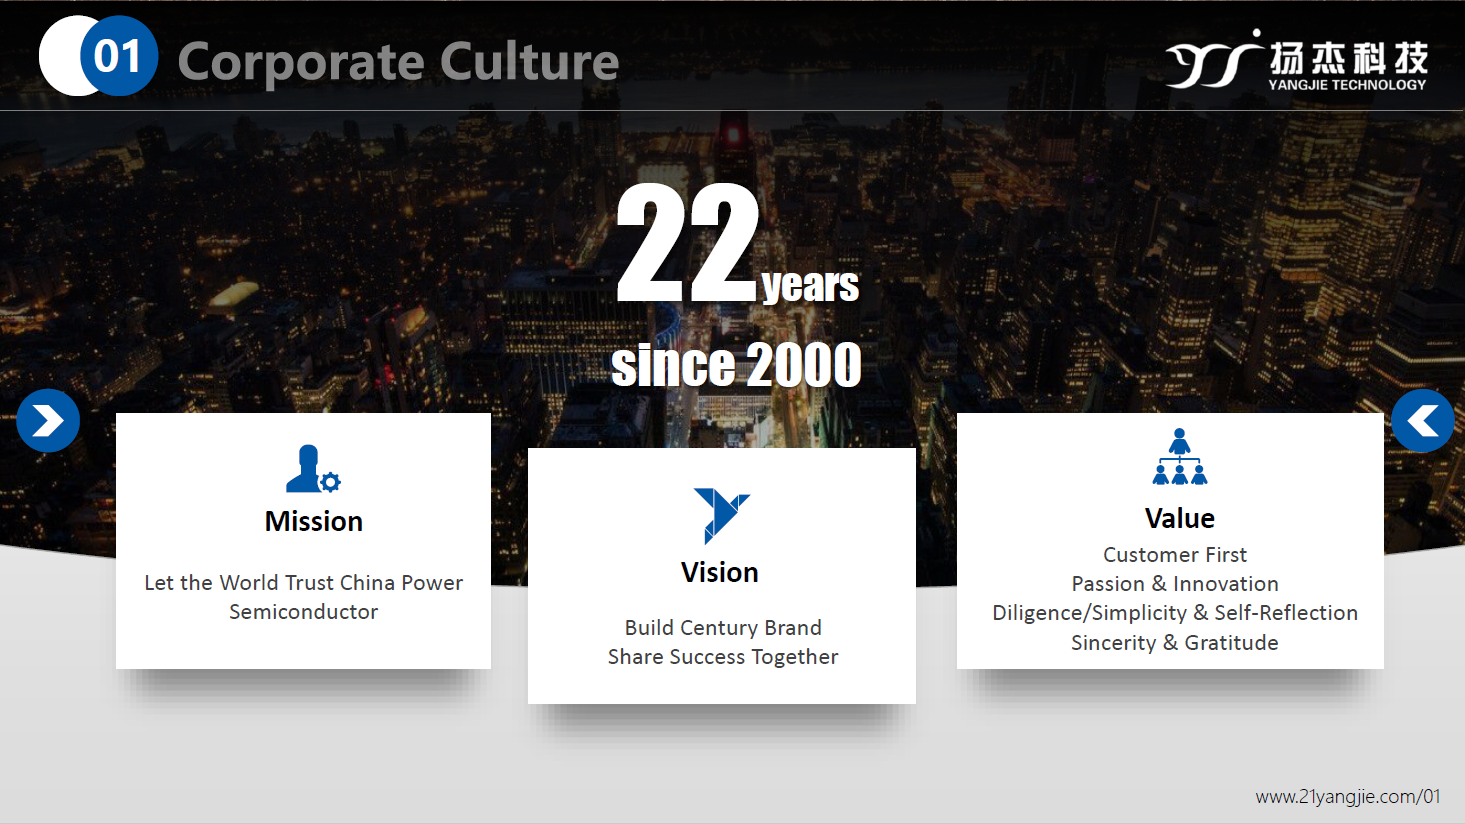 01
Corporate Culture
扬杰科技
YANGJIE TECHNOLOGY
22 years
since 2000
Mission
Let the World Trust China Power
Semiconductor
Vision
Build Century Brand
Share Success Together
Value
Customer First
Passion & Innovation
Diligence/Simplicity & Self-Reflection
Sincerity & Gratitude
www.21yangjie.com/01